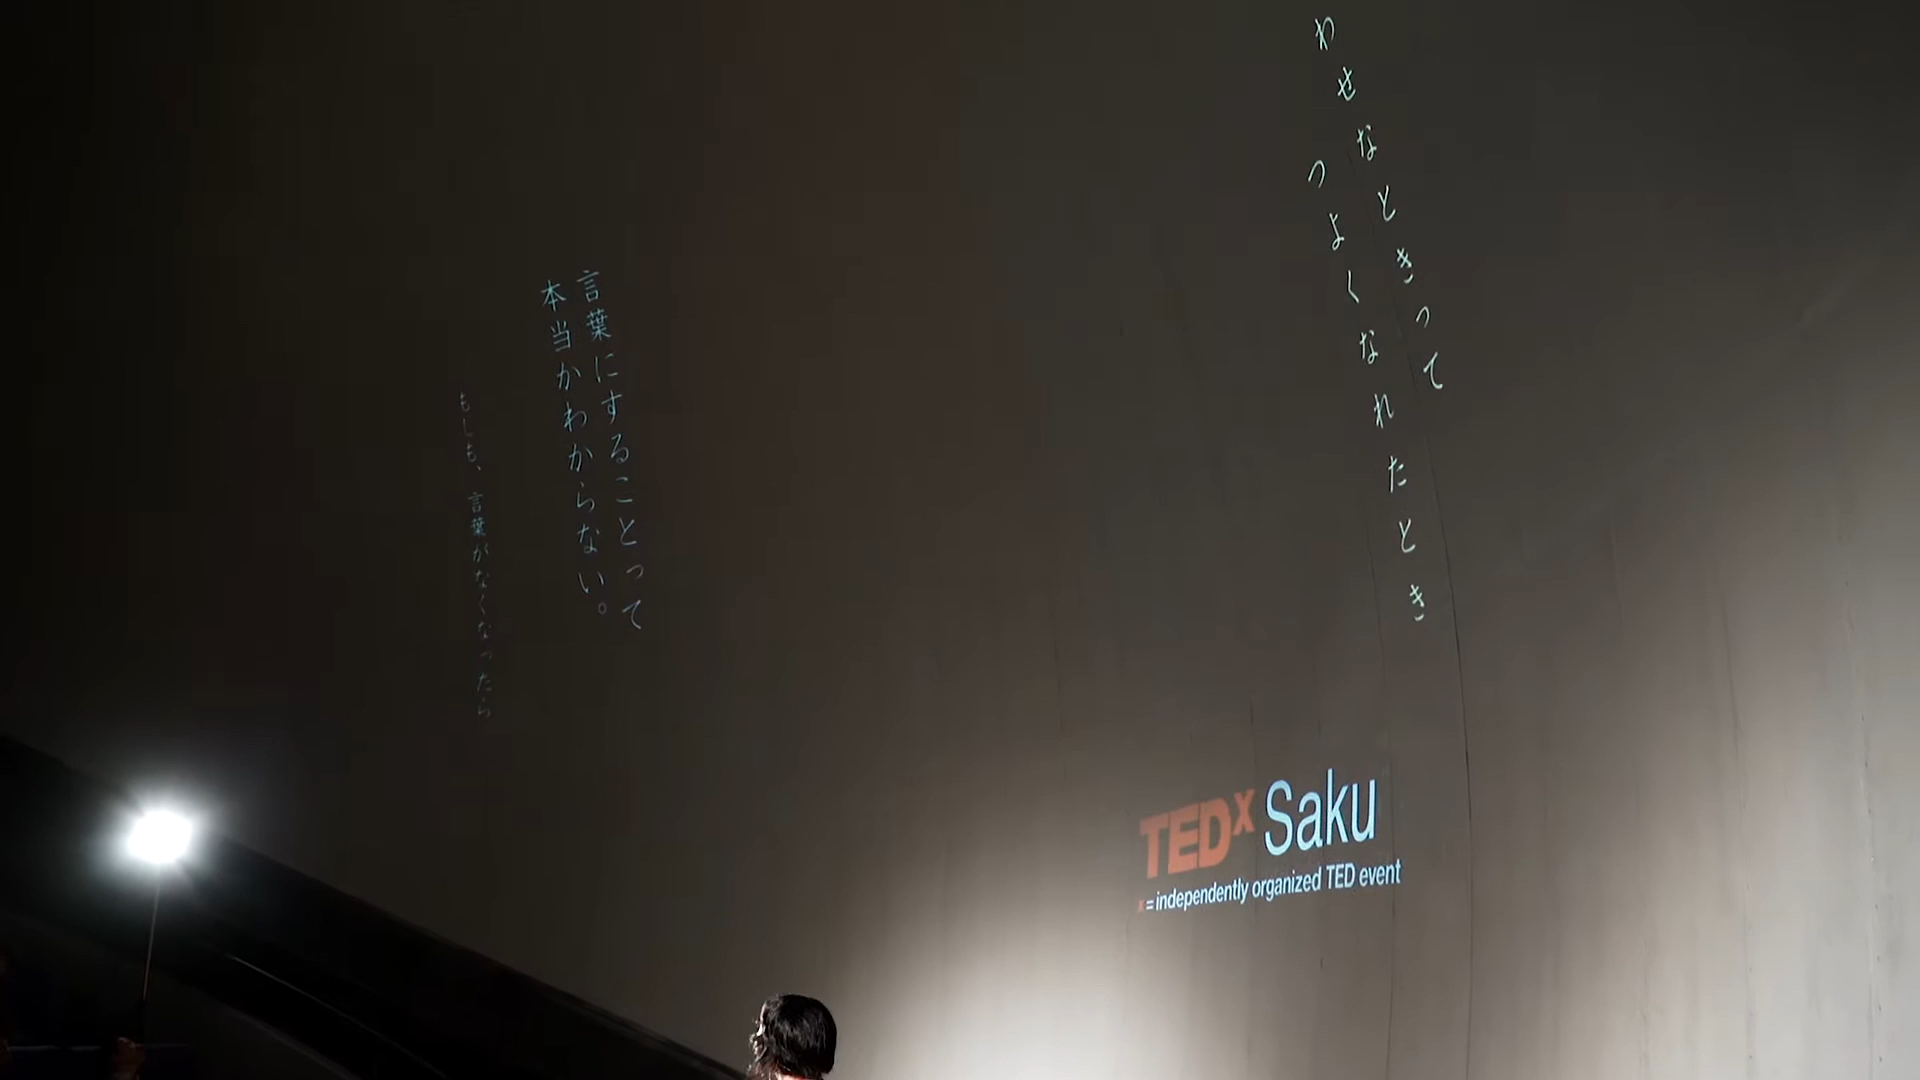 わせなときって
つよくなれたとき
言葉にすることって
本当かわからない。
もしも、言葉がなくなったら
TEDx Saku
x = independently organized TED event